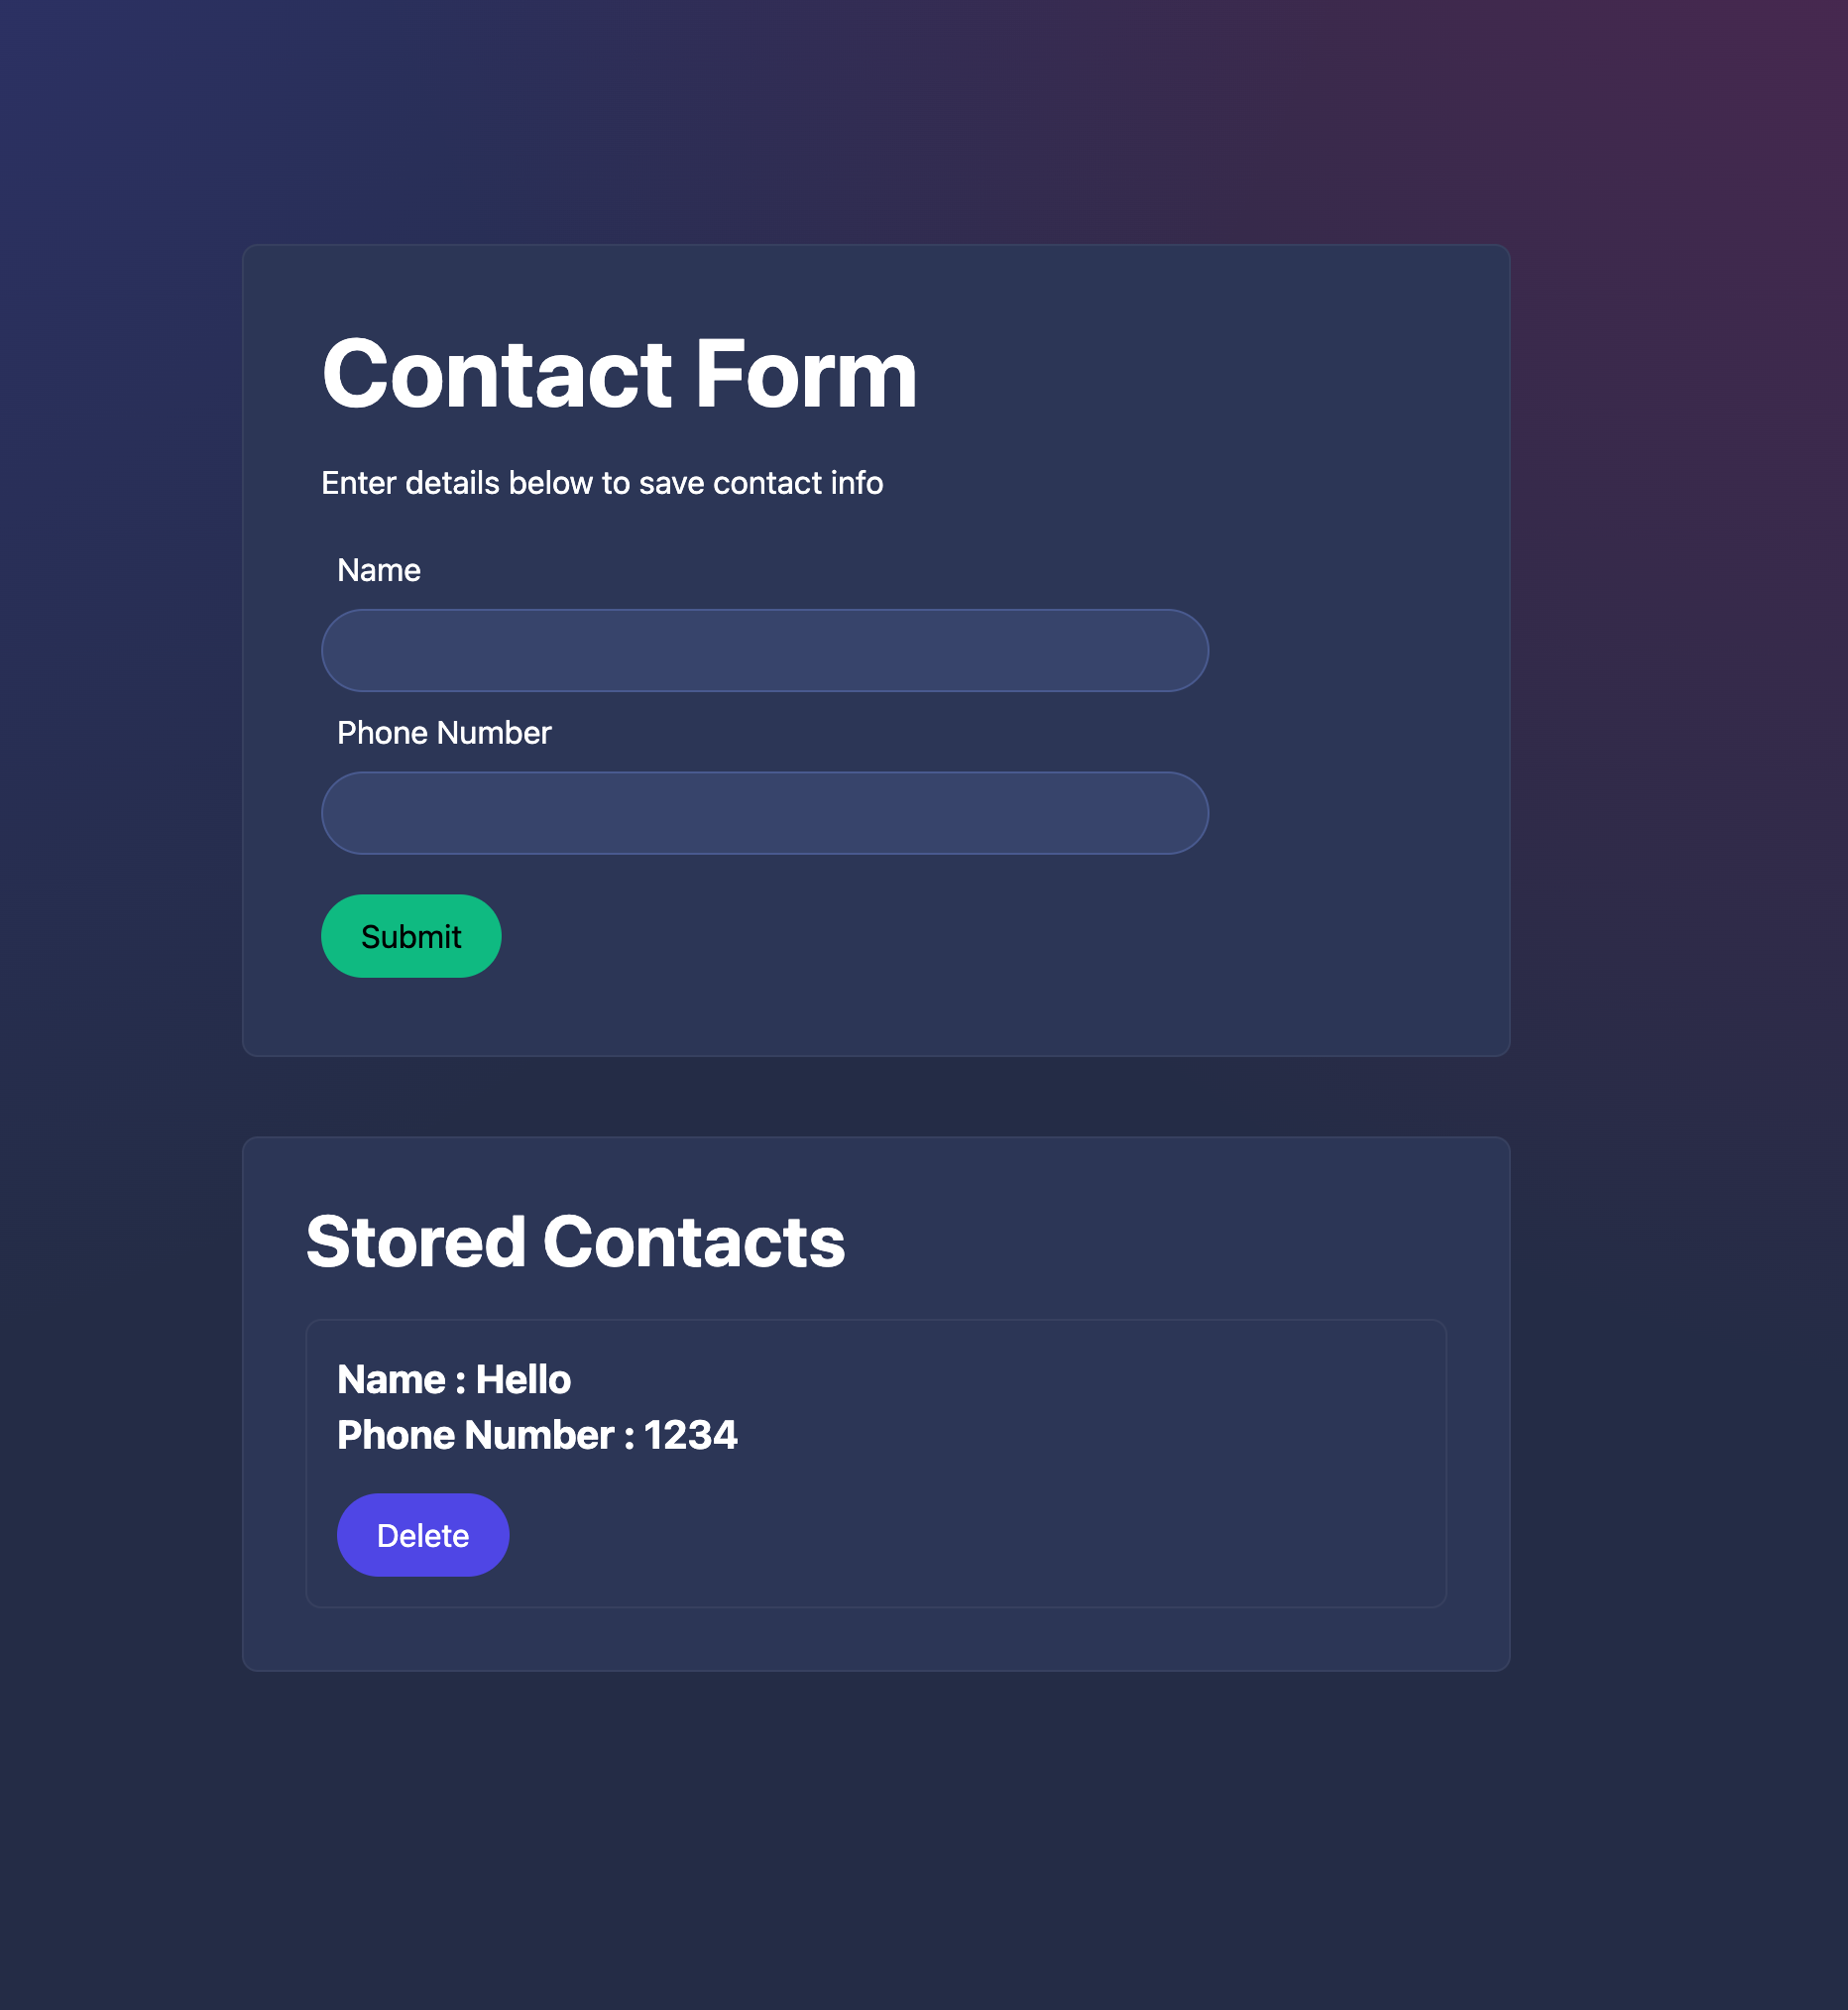 Contact Form
Enter details below to save contact info
Name
Phone Number
Submit
Stored Contacts
Name : Hello
Phone Number : 1234
Delete